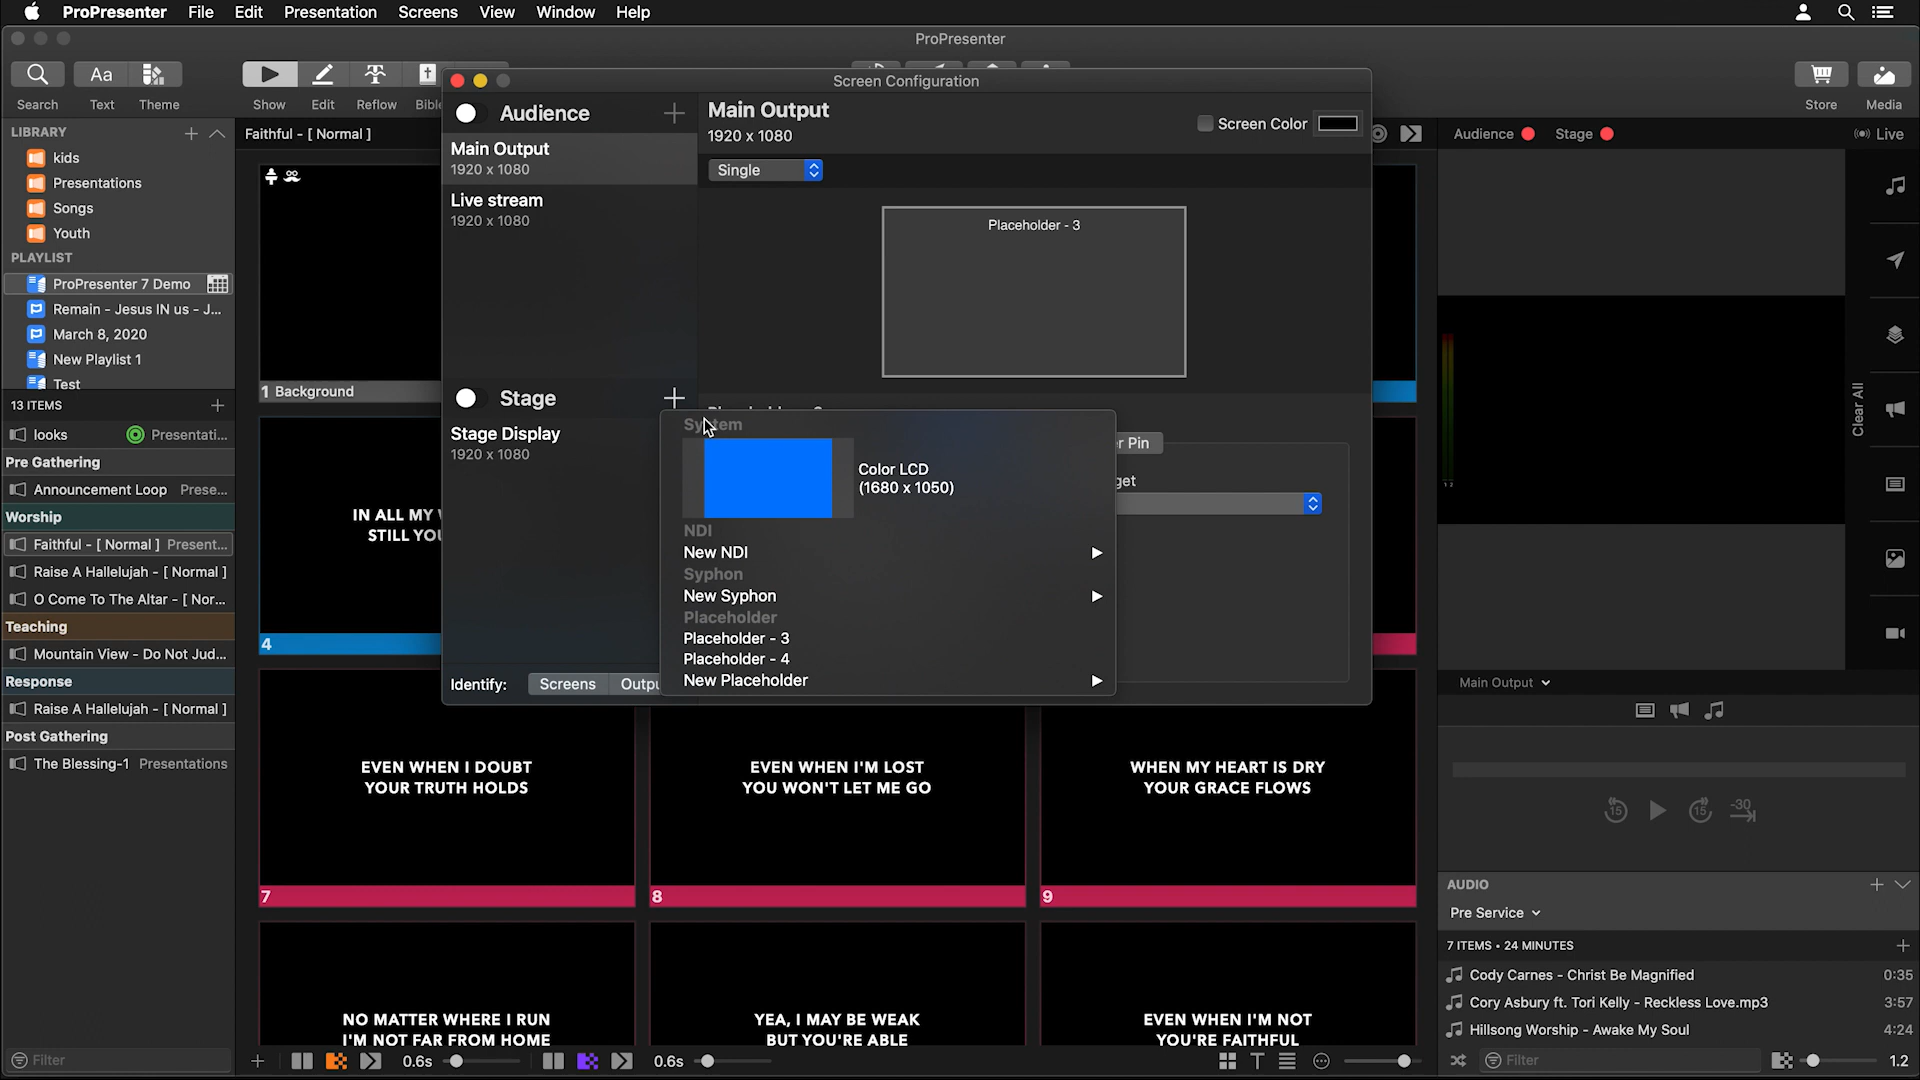 ProPresenter File Edit Presentation Screens View Window Help
ProPresenter
Aa
Search Text Theme Show Edit Reflow Bibl
Store Media
Screen Configuration
LIBRARY
kids
Presentations
Songs
Youth
PLAYLIST
ProPresenter 7 Demo
Remain - Jesus IN us - J...
March 8, 2020
New Playlist 1
Test
13 ITEMS
looks Presentati...
Pre Gathering
Announcement Loop Prese...
Worship
Faithful - [ Normal ] Present...
Raise A Hallelujah - [ Normal ]
O Come To The Altar - [ Nor...
Teaching
Mountain View - Do Not Jud...
Response
Raise A Hallelujah - [ Normal ]
Post Gathering
The Blessing-1 Presentations
Filter
Faithful - [ Normal ]
1 Background
IN ALL MY
STILL YOU
4
EVEN WHEN I DOUBT
YOUR TRUTH HOLDS
7
EVEN WHEN I'M LOST
YOU WON'T LET ME GO
8
WHEN MY HEART IS DRY
YOUR GRACE FLOWS
9
NO MATTER WHERE I RUN
I'M NOT FAR FROM HOME
YEA, I MAY BE WEAK
BUT YOU'RE ABLE
EVEN WHEN I'M NOT
YOU'RE FAITHFUL
0.6s 0.6s
Audience
Main Output
1920 x 1080
Live stream
1920 x 1080
Stage
Stage Display
1920 x 1080
Identify: Screens Outpu
Main Output
1920 x 1080
Screen Color
Single
Placeholder - 3
r Pin
get
System
Color LCD
(1680 x 1050)
NDI
New NDI
Syphon
New Syphon
Placeholder
Placeholder - 3
Placeholder - 4
New Placeholder
Audience Stage Live
1 2
Clear All
Main Output
15 15 -30
AUDIO
Pre Service
7 ITEMS • 24 MINUTES
Cody Carnes - Christ Be Magnified 0:35
Cory Asbury ft. Tori Kelly - Reckless Love.mp3 3:57
Hillsong Worship - Awake My Soul 4:24
Filter 1.2